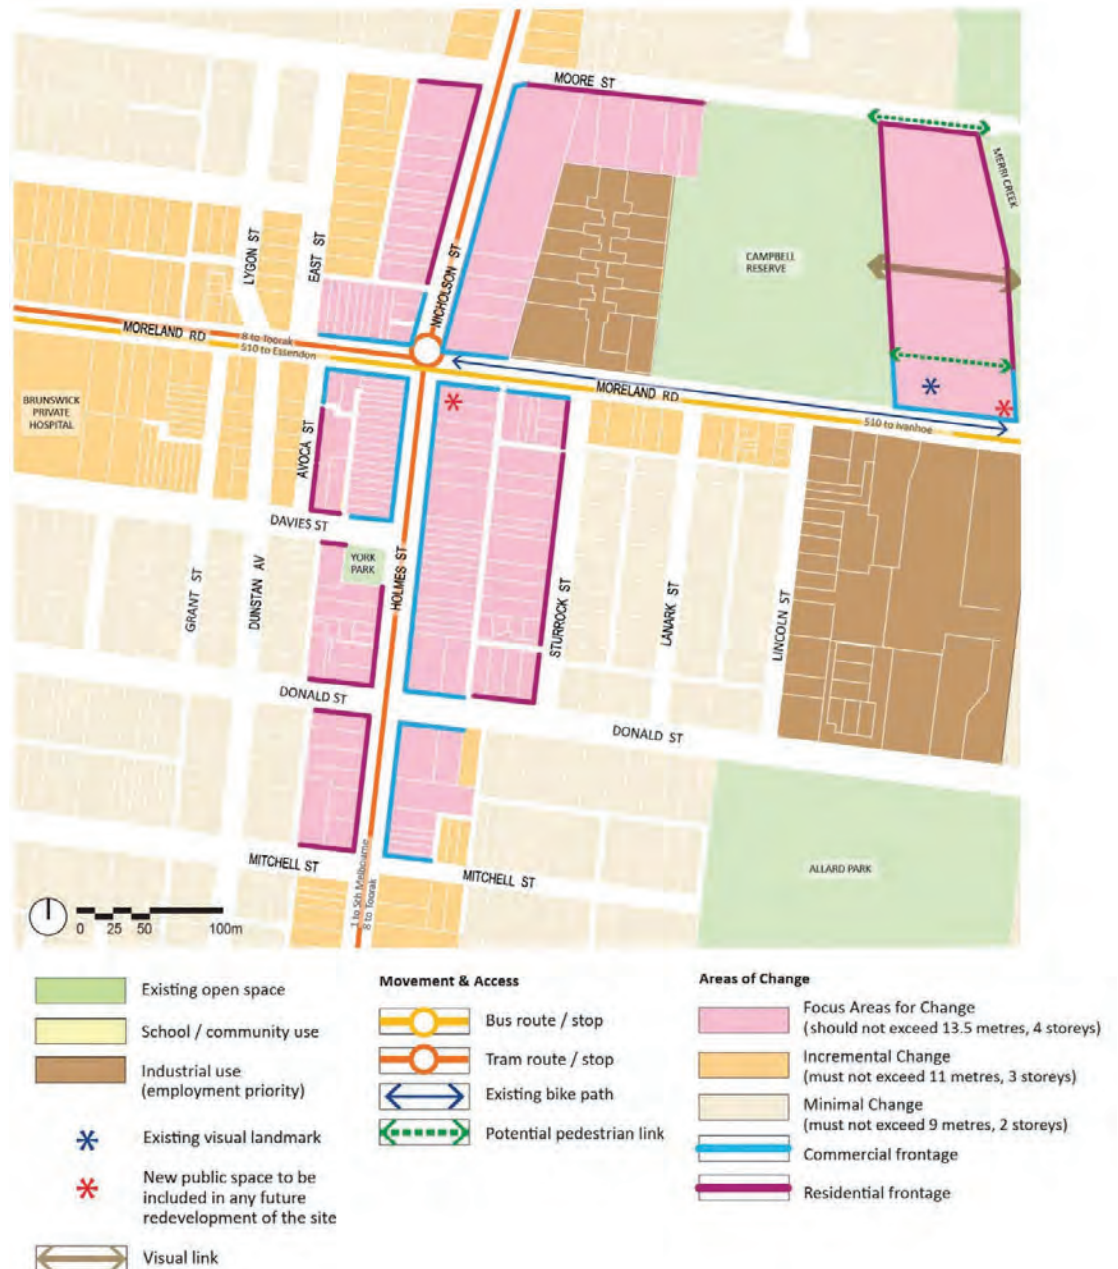 MOORE ST
MERRI CREEK
CAMPBELL
RESERVE
LYGON ST
EAST ST
NICHOLSON ST
MORELAND RD
8 to Toorak
510 to Essendon
MORELAND RD
510 to Ivanhoe
BRUNSWICK
PRIVATE
HOSPITAL
AVOCA ST
DAVIES ST
YORK
PARK
HOLMES ST
GRANT ST
DUNSTAN AV
STURROCK ST
LANARK ST
LINCOLN ST
DONALD ST
DONALD ST
MITCHELL ST
1 to Sth Melbourne
8 to Toorak
MITCHELL ST
ALLARD PARK
0 25 50 100m
Existing open space
School / community use
Industrial use
(employment priority)
Existing visual landmark
New public space to be
included in any future
redevelopment of the site
Visual link
Movement & Access
Bus route / stop
Tram route / stop
Existing bike path
Potential pedestrian link
Areas of Change
Focus Areas for Change
(should not exceed 13.5 metres, 4 storeys)
Incremental Change
(must not exceed 11 metres, 3 storeys)
Minimal Change
(must not exceed 9 metres, 2 storeys)
Commercial frontage
Residential frontage